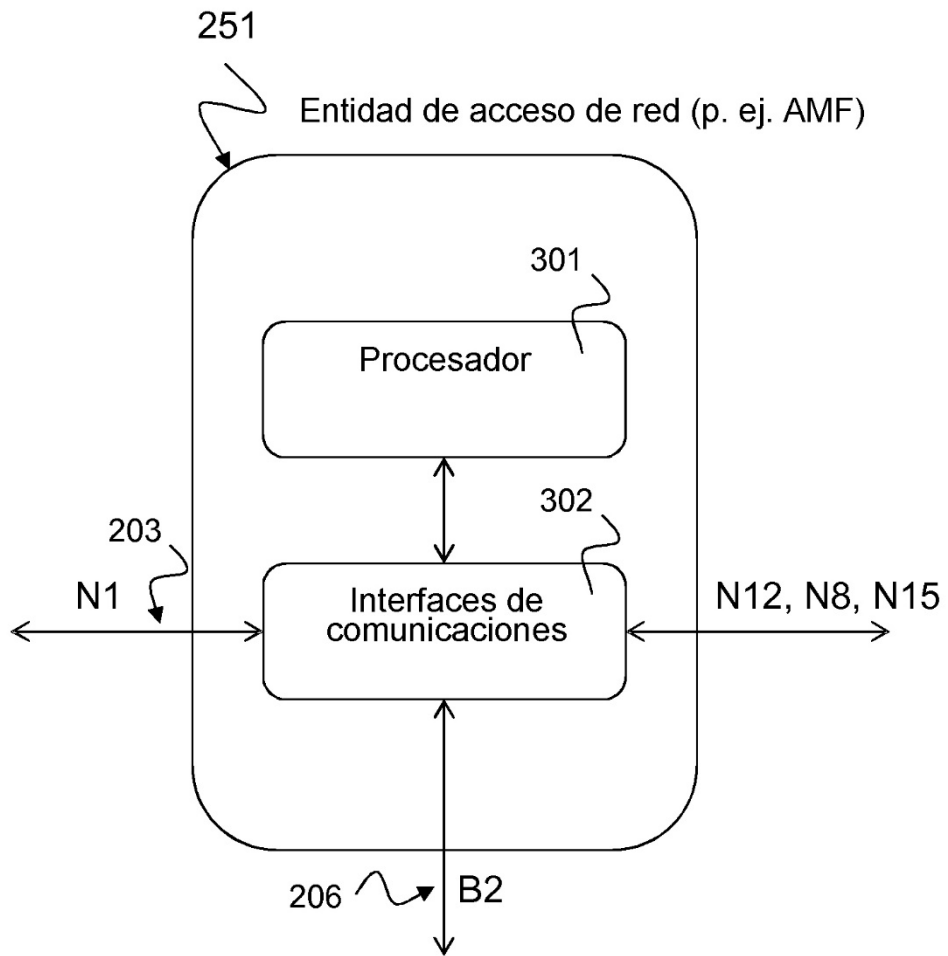 251
Entidad de acceso de red (p. ej. AMF)
301
Procesador
302
203
N1
Interfaces de
comunicaciones
N12, N8, N15
206
B2